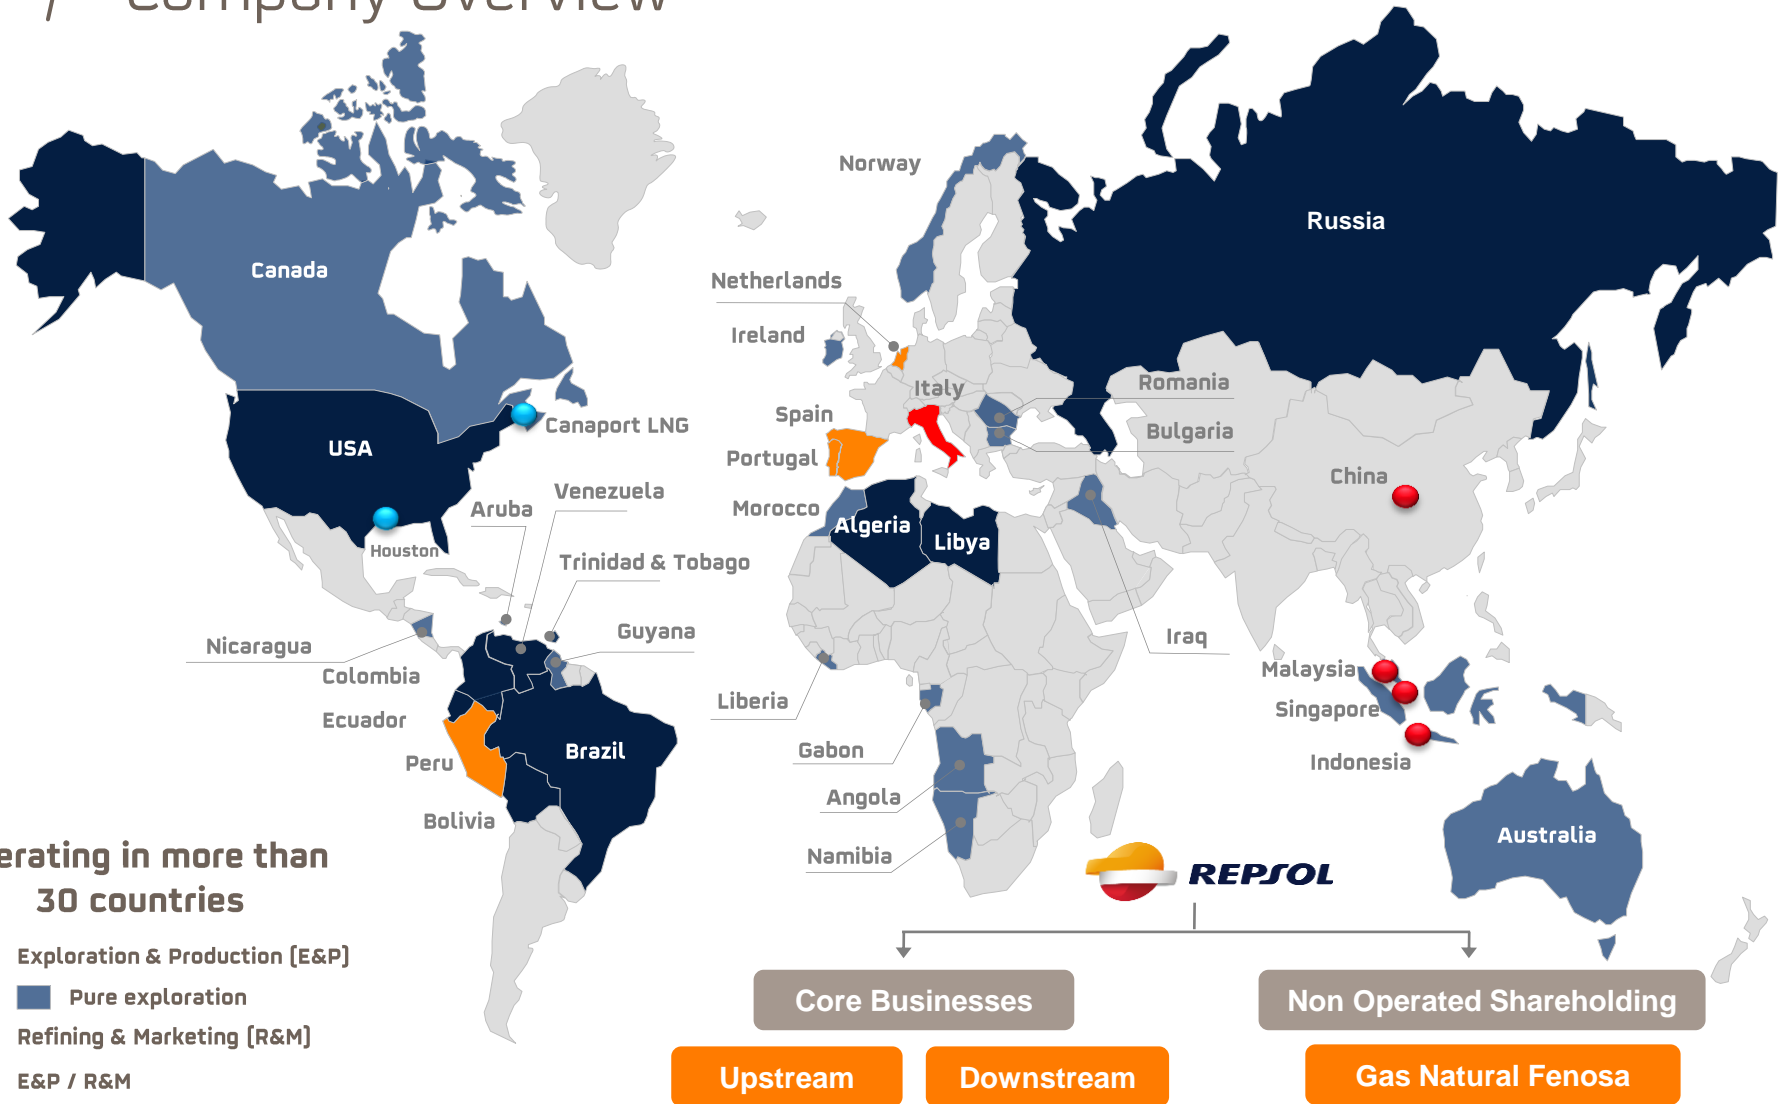 Company Overview
Norway
Russia
Canada
Netherlands
Ireland
Italy
Romania
Spain
Canaport LNG
Bulgaria
USA
Portugal
China
Venezuela
Aruba
Morocco
Algeria
Libya
Houston
Trinidad & Tobago
Guyana
Iraq
Nicaragua
Colombia
Malaysia
Liberia
Singapore
Ecuador
Gabon
Brazil
Peru
Indonesia
Angola
Bolivia
Australia
Namibia
erating in more than
30 countries
REPSOL
Exploration & Production (E&P)
Pure exploration
Refining & Marketing (R&M)
E&P / R&M
Core Businesses
Non Operated Shareholding
Upstream
Downstream
Gas Natural Fenosa